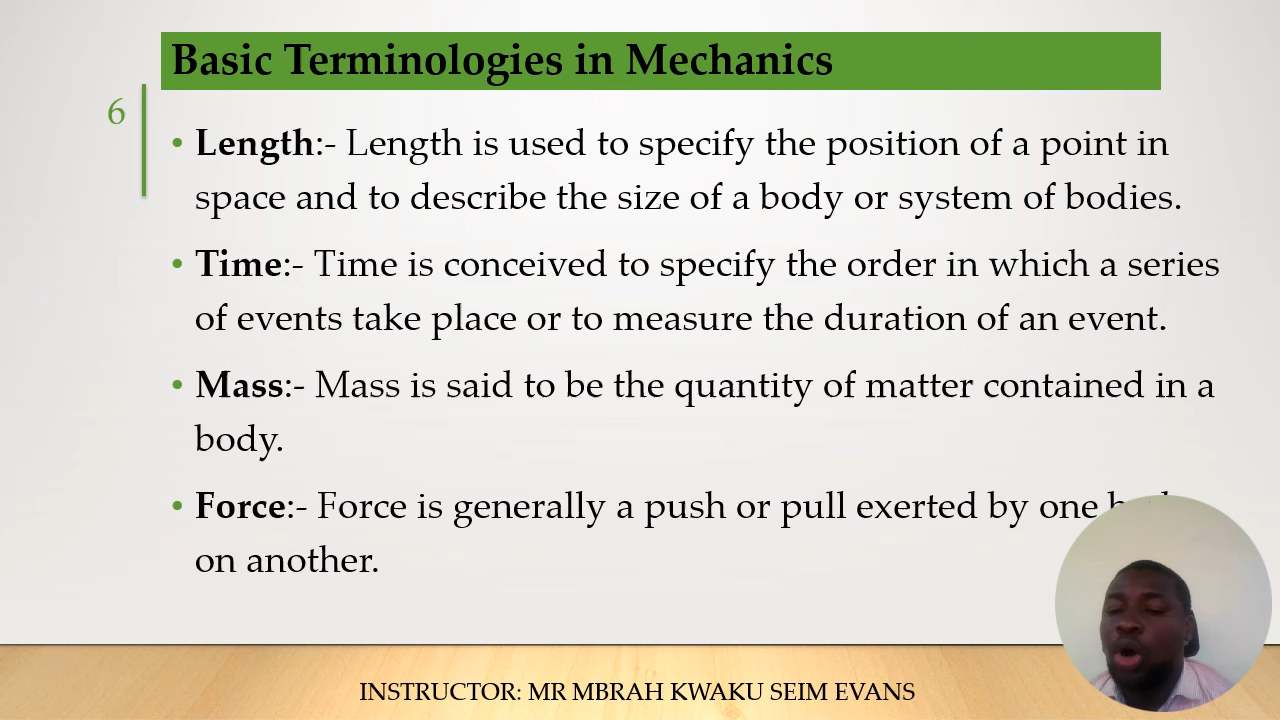 Basic Terminologies in Mechanics
6
• Length:- Length is used to specify the position of a point in
space and to describe the size of a body or system of bodies.
• Time:- Time is conceived to specify the order in which a series
of events take place or to measure the duration of an event.
• Mass:- Mass is said to be the quantity of matter contained in a
body.
• Force:- Force is generally a push or pull exerted by one
on another.
INSTRUCTOR: MR MBRAH KWAKU SEIM EVANS